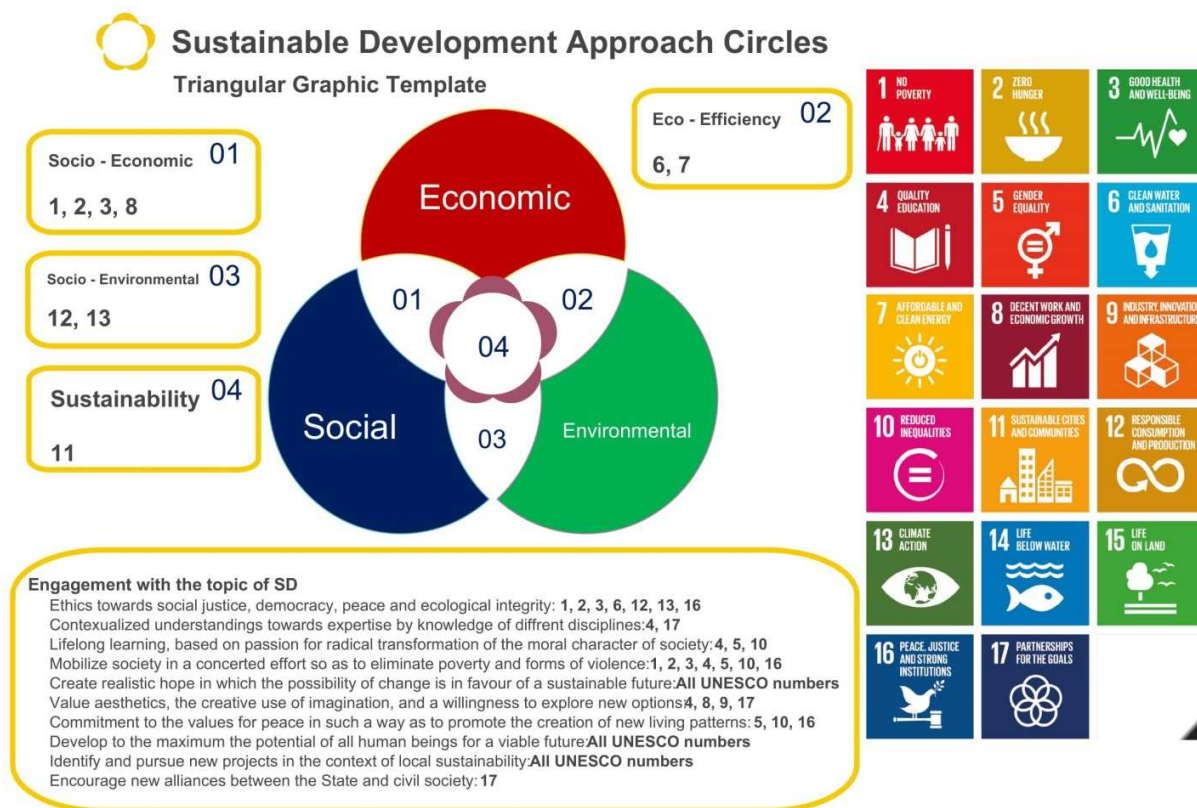 Sustainable Development Approach Circles
Triangular Graphic Template
Socio - Economic 01
1, 2, 3, 8
Eco - Efficiency 02
6, 7
Socio - Environmental 03
12, 13
Sustainability 04
11
Economic
01
02
04
Social
Environmental
03
1 NO
POVERTY
2 ZERO
HUNGER
3 GOOD HEALTH
AND WELL-BEING
4 QUALITY
EDUCATION
5 GENDER
EQUALITY
6 CLEAN WATER
AND SANITATION
7 AFFORDABLE AND
CLEAN ENERGY
8 DECENT WORK AND
ECONOMIC GROWTH
9 INDUSTRY, INNOVATION
AND INFRASTRUCTURE
10 REDUCED
INEQUALITIES
11 SUSTAINABLE CITIES
AND COMMUNITIES
12 RESPONSIBLE
CONSUMPTION
AND PRODUCTION
13 CLIMATE
ACTION
14 LIFE
BELOW WATER
15 LIFE
ON LAND
16 PEACE, JUSTICE
AND STRONG
INSTITUTIONS
17 PARTNERSHIPS
FOR THE GOALS
Engagement with the topic of SD
Ethics towards social justice, democracy, peace and ecological integrity: 1, 2, 3, 6, 12, 13, 16
Contexualized understandings towards expertise by knowledge of diffrent disciplines:4, 17
Lifelong learning, based on passion for radical transformation of the moral character of society:4, 5, 10
Mobilize society in a concerted effort so as to eliminate poverty and forms of violence:1, 2, 3, 4, 5, 10, 16
Create realistic hope in which the possibility of change is in favour of a sustainable future:All UNESCO numbers
Value aesthetics, the creative use of imagination, and a willingness to explore new options:4, 8, 9, 17
Commitment to the values for peace in such a way as to promote the creation of new living patterns: 5, 10, 16
Develop to the maximum the potential of all human beings for a viable future:All UNESCO numbers
Identify and pursue new projects in the context of local sustainability:All UNESCO numbers
Encourage new alliances between the State and civil society: 17